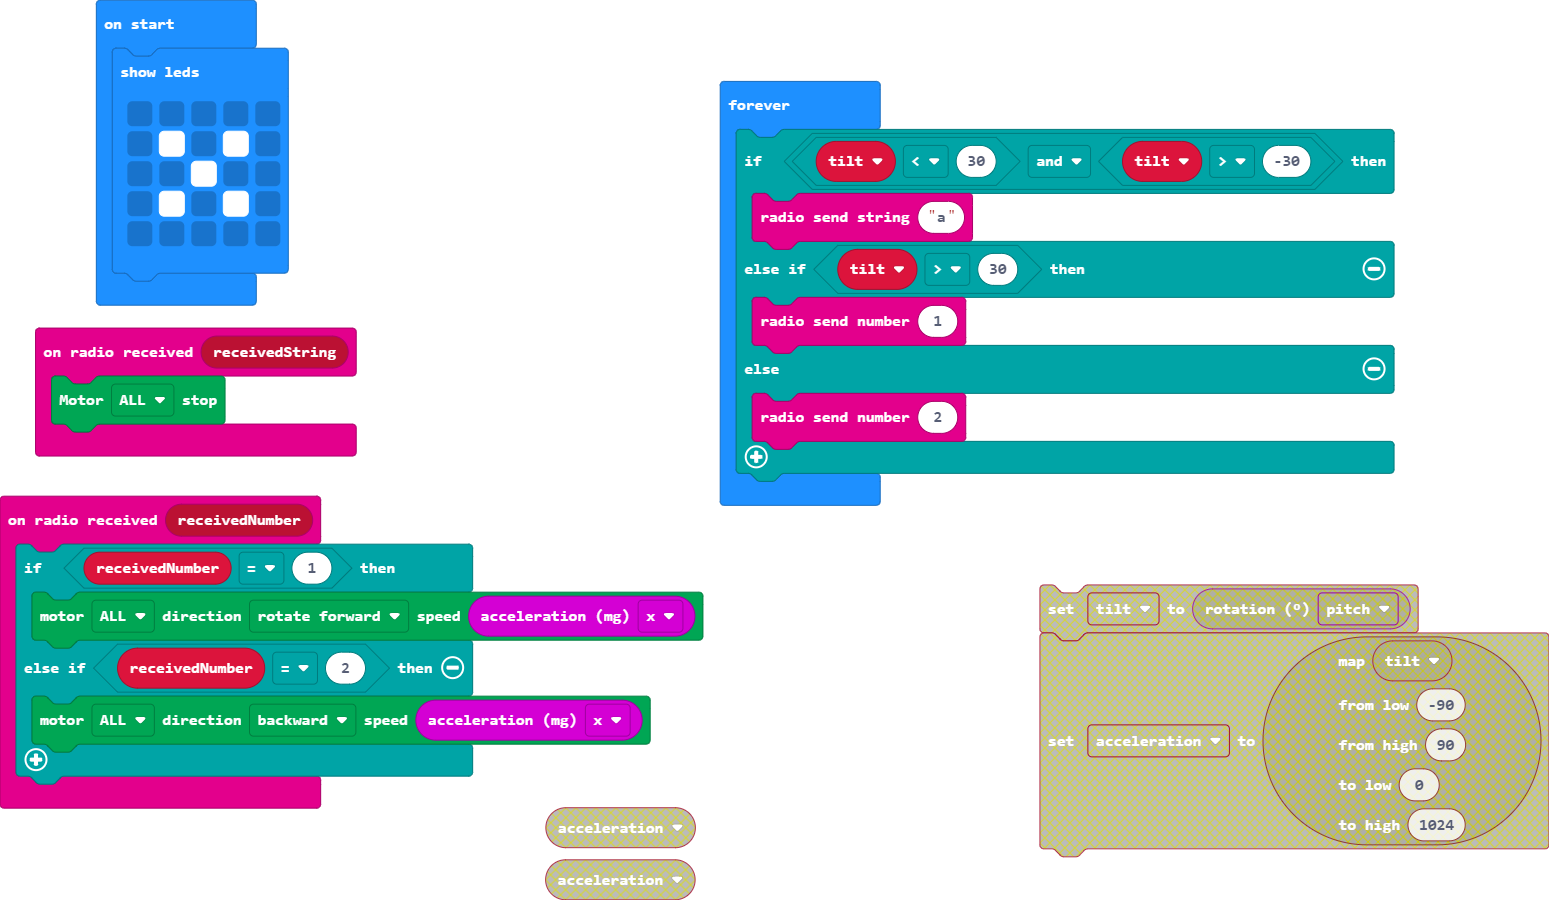 on start
show leds
on radio received receivedString
Motor ALL stop
on radio received receivedNumber
if receivedNumber = 1 then
motor ALL direction rotate forward speed acceleration (mg) x
else if receivedNumber = 2 then
motor ALL direction backward speed acceleration (mg) x
acceleration
acceleration
forever
if tilt < 30 and tilt > -30 then
radio send string "a"
else if tilt > 30 then
radio send number 1
else
radio send number 2
set tilt to rotation (º) pitch
set acceleration to
map tilt
from low -90
from high 90
to low 0
to high 1024